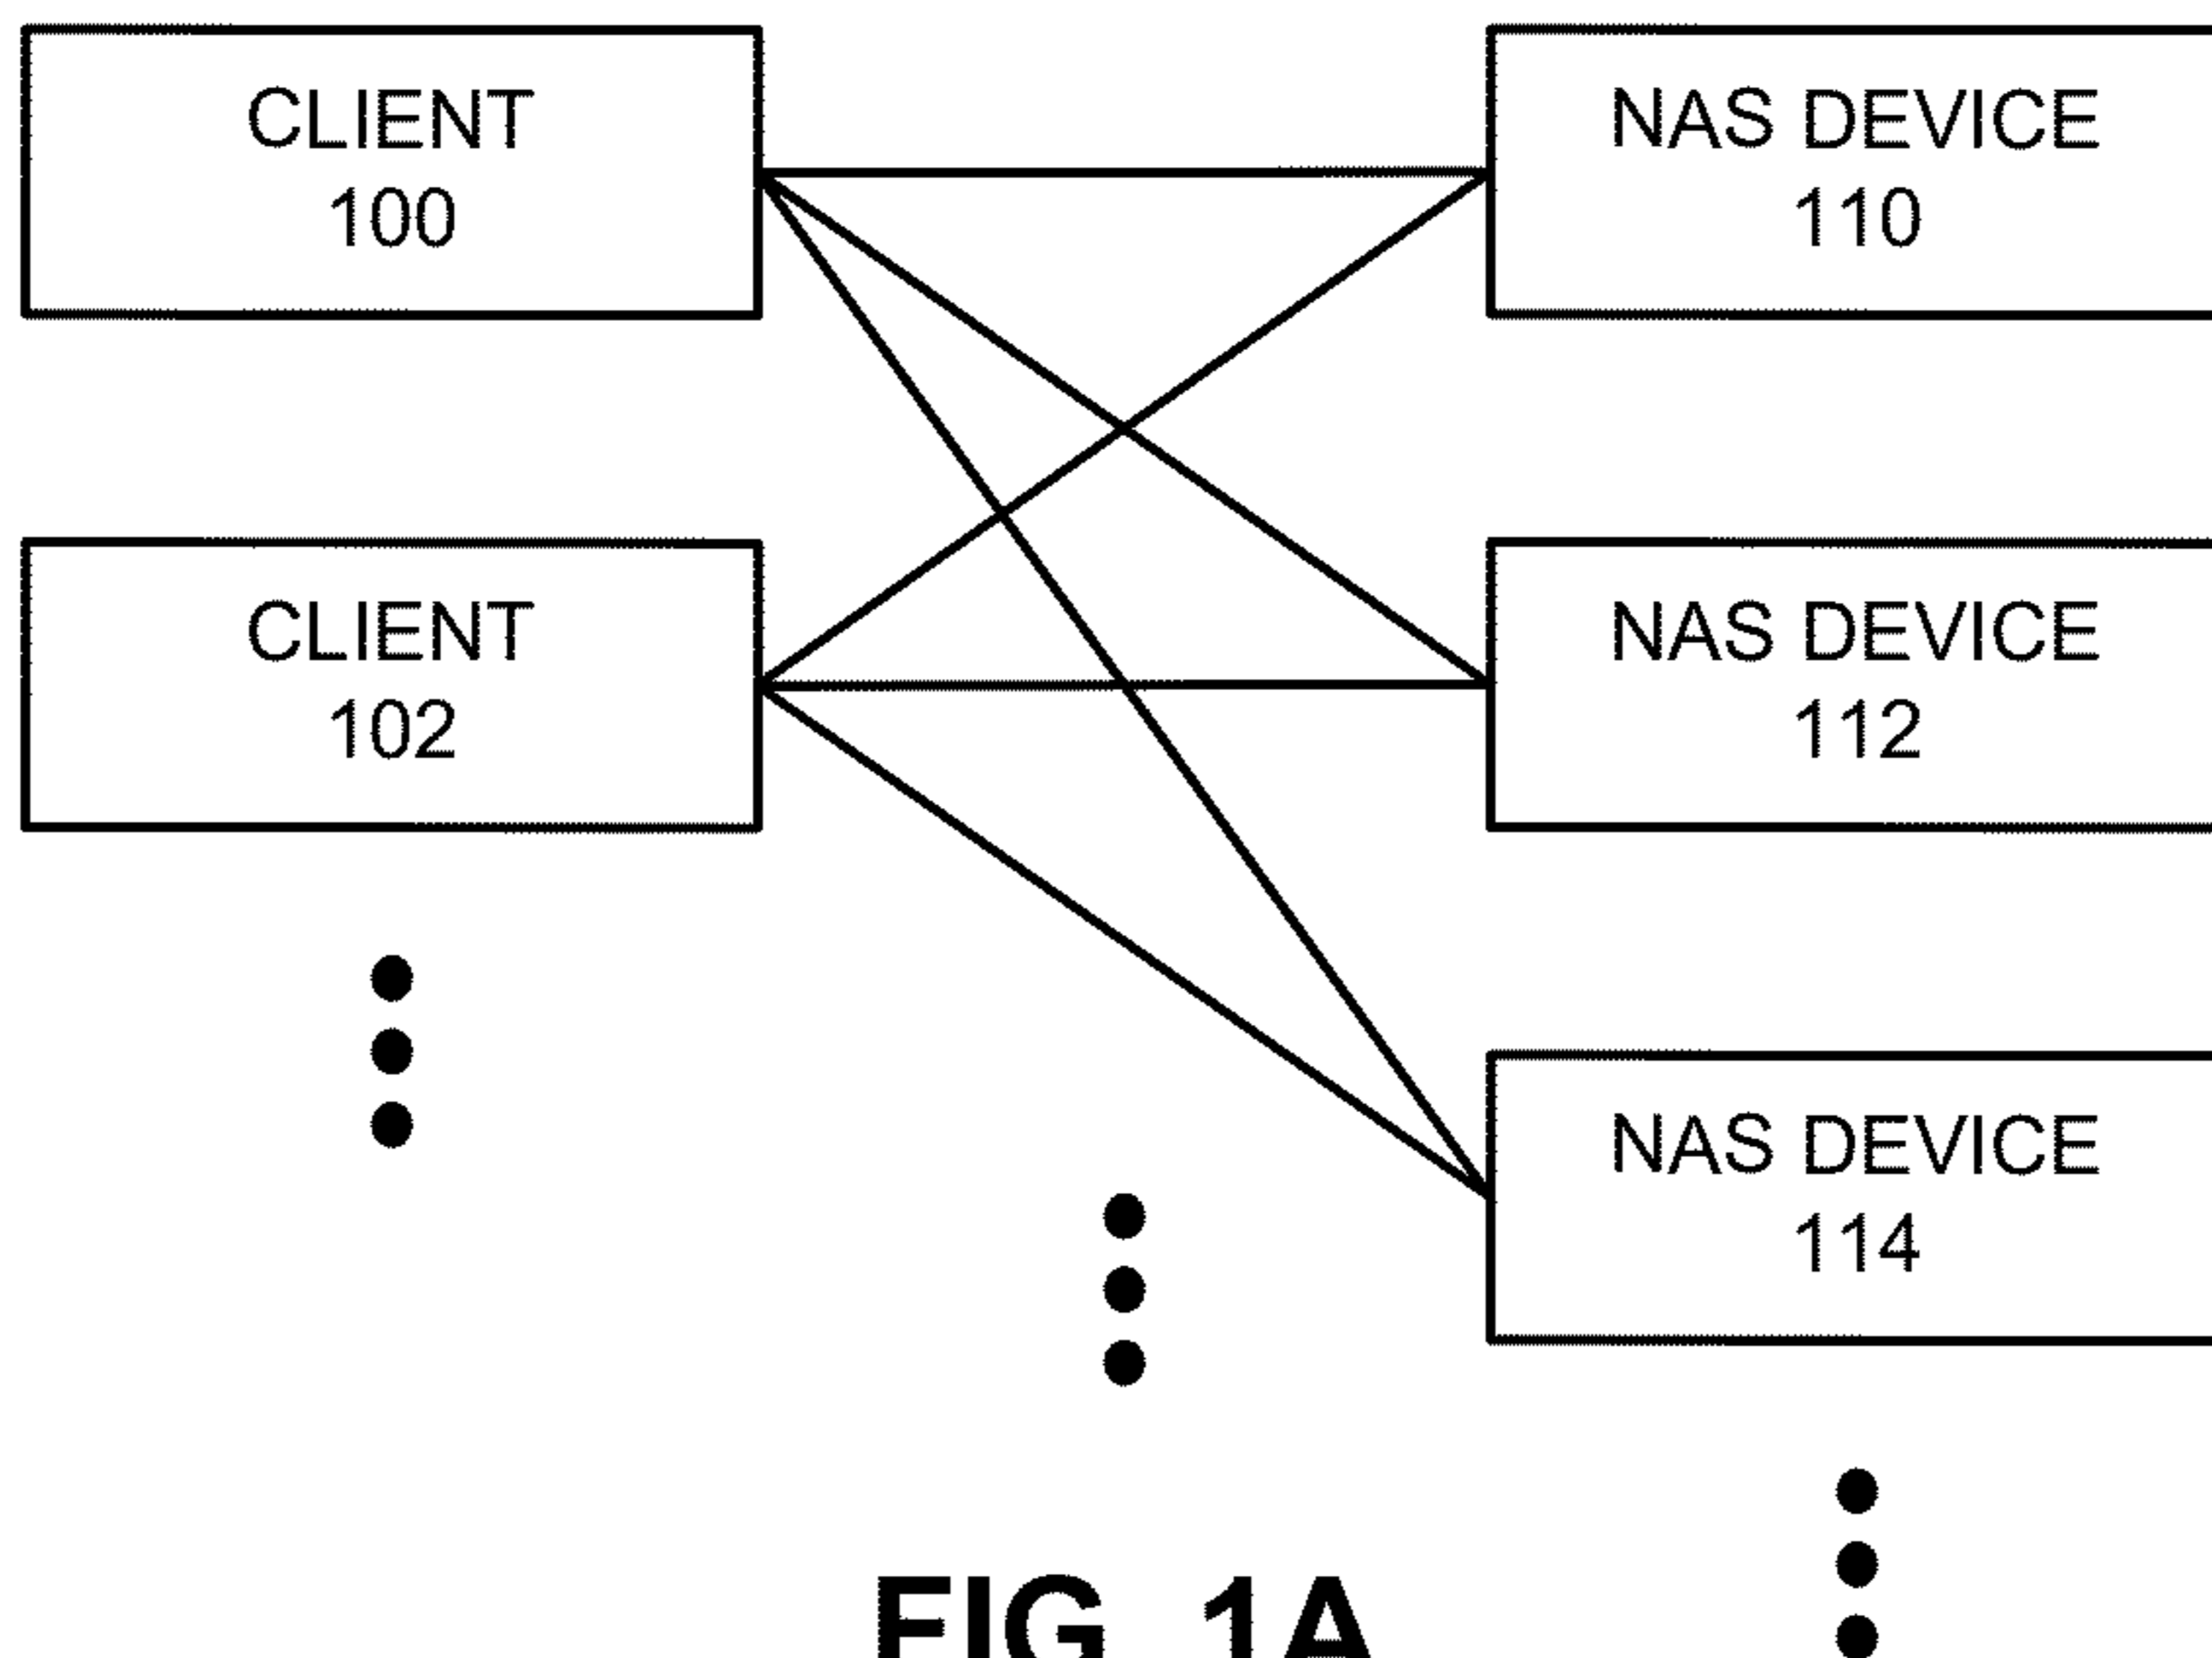 CLIENT
100
NAS DEVICE
110
CLIENT
102
NAS DEVICE
112
NAS DEVICE
114
FIG. 1A